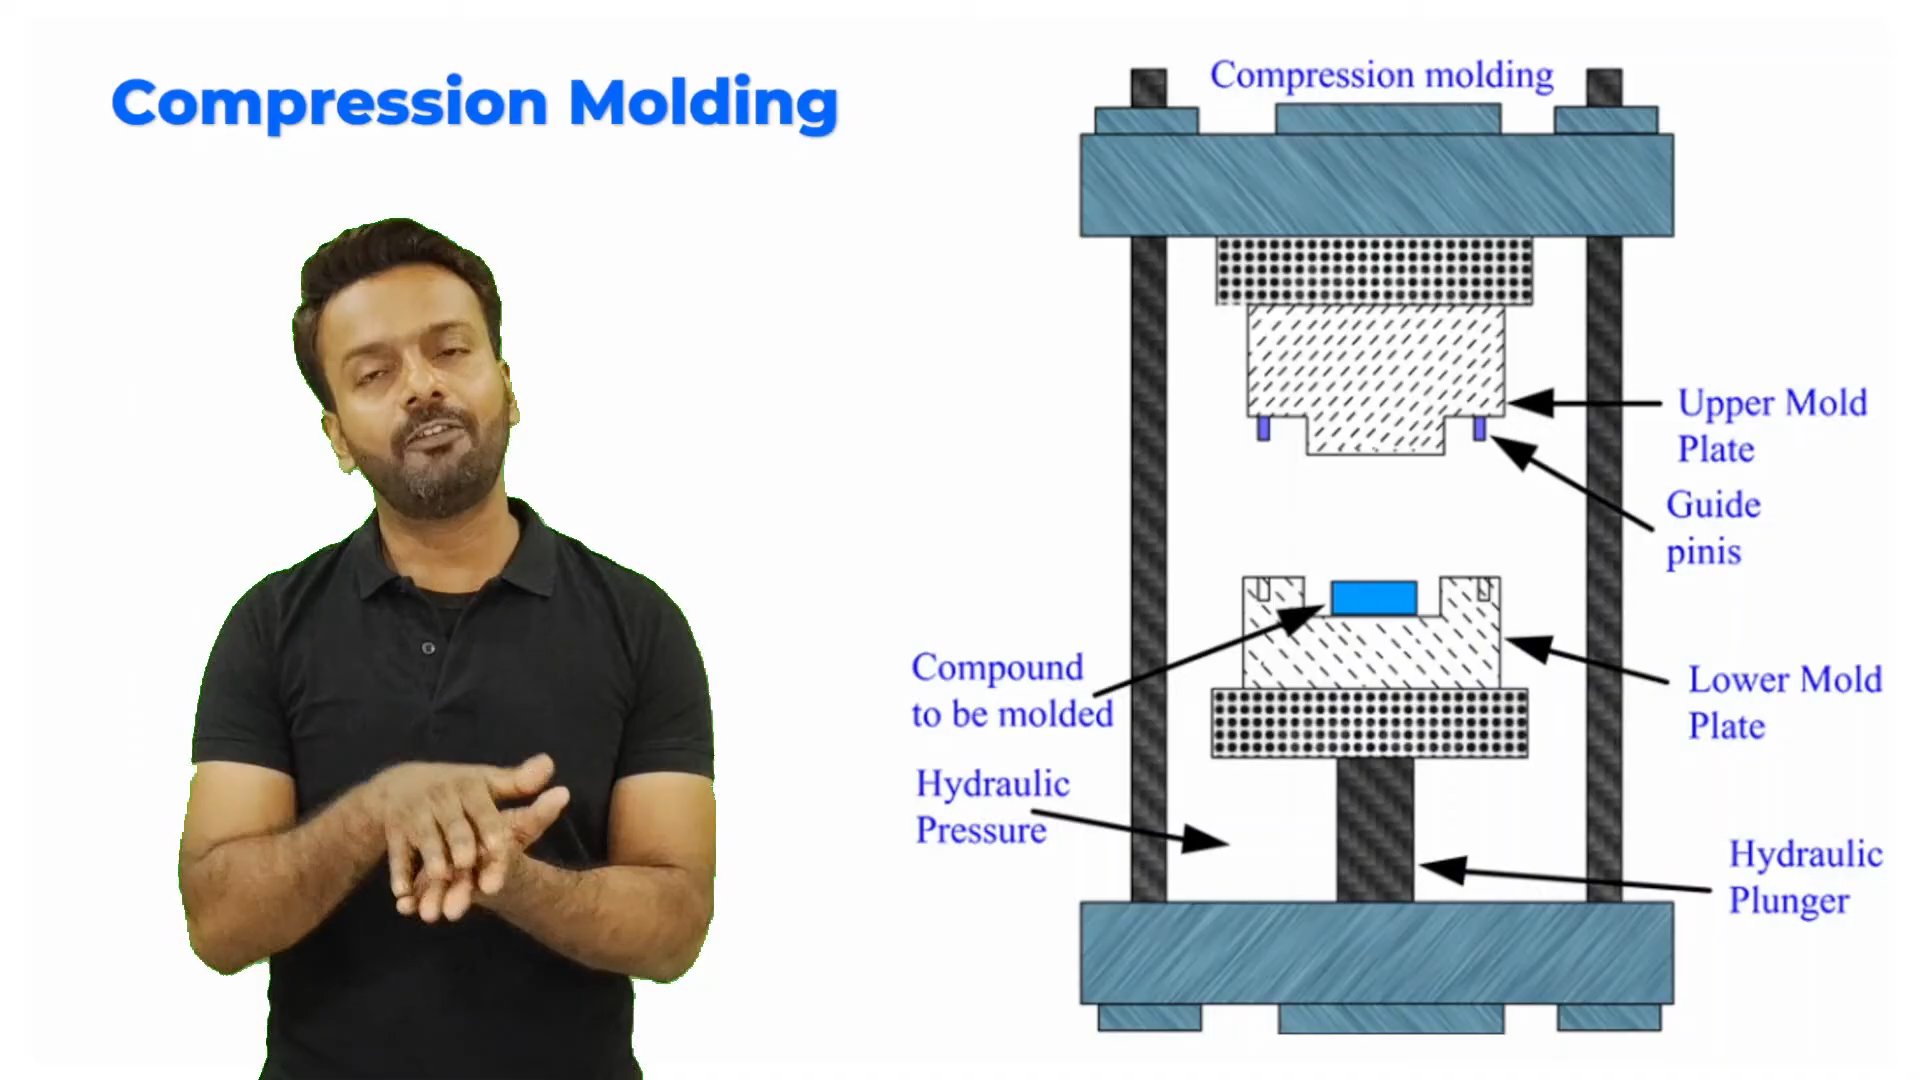 Compression Molding
Compression molding
Upper Mold
Plate
Guide
pinis
Compound
to be molded
Lower Mold
Plate
Hydraulic
Pressure
Hydraulic
Plunger